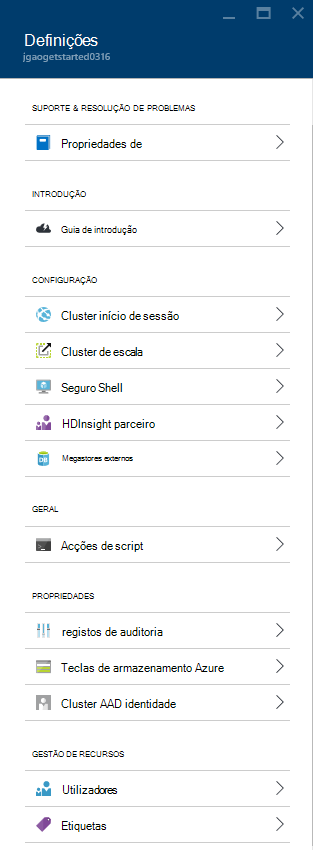 Definições
jgaogetstarted0316
SUPORTE & RESOLUÇÃO DE PROBLEMAS
Propriedades de
INTRODUÇÃO
Guia de introdução
CONFIGURAÇÃO
Cluster início de sessão
Cluster de escala
Seguro Shell
HDInsight parceiro
DB
Megastores externos
GERAL
Acções de script
PROPRIEDADES
registos de auditoria
Teclas de armazenamento Azure
Cluster AAD identidade
GESTÃO DE RECURSOS
Utilizadores
Etiquetas